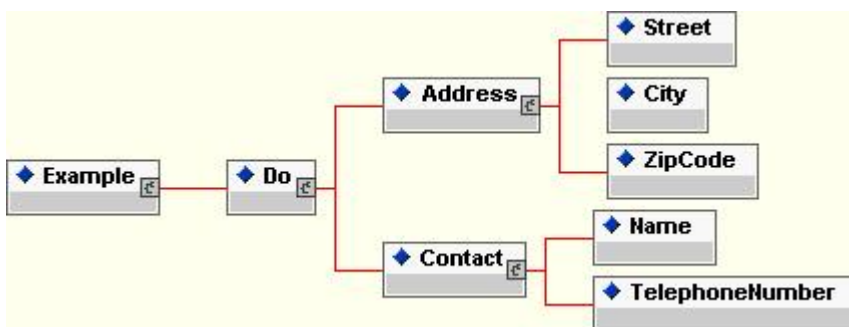 Street
Address
City
Example
Do
ZipCode
Name
Contact
TelephoneNumber